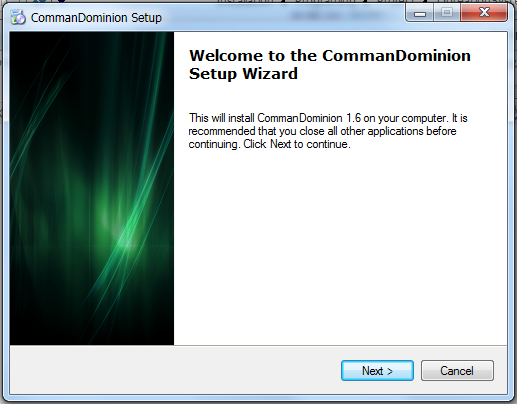 CommanDominion Setup
Welcome to the CommanDominion
Setup Wizard
This will install CommanDominion 1.6 on your computer. It is
recommended that you close all other applications before
continuing. Click Next to continue.
Next >
Cancel